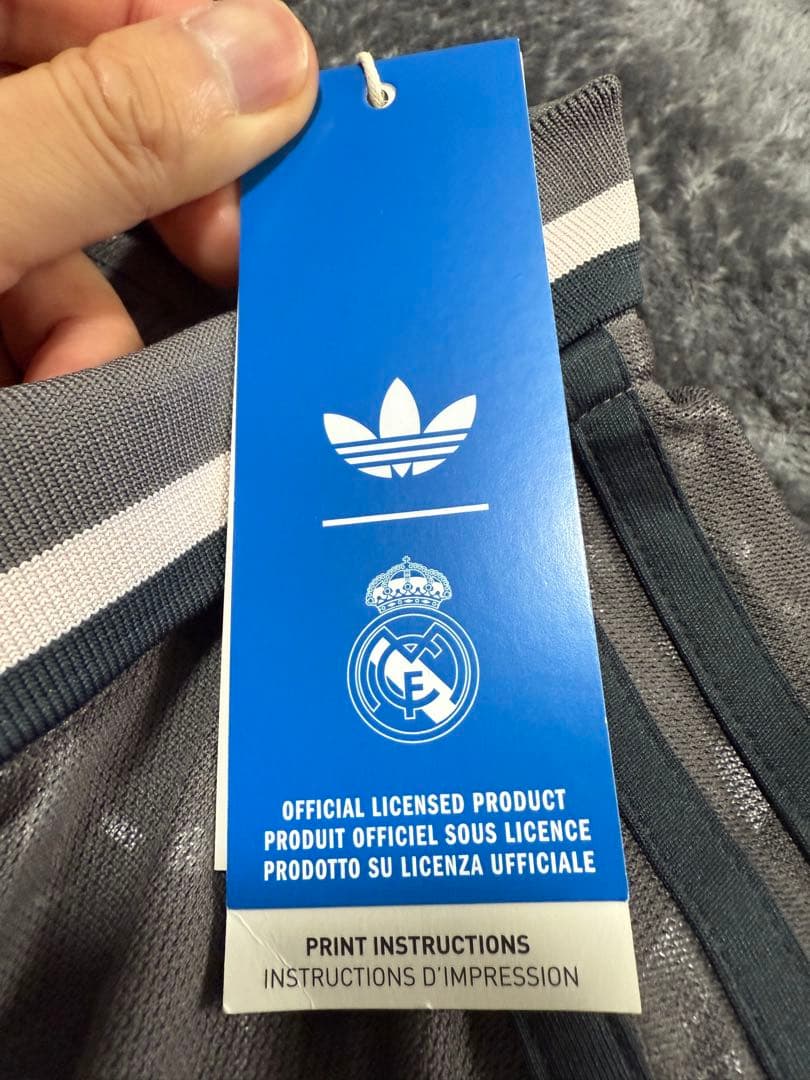 OFFICIAL LICENSED PRODUCT
PRODUIT OFFICIEL SOUS LICENCE
PRODOTTO SU LICENZA UFFICIALE
PRINT INSTRUCTIONS
INSTRUCTIONS D'IMPRESSION